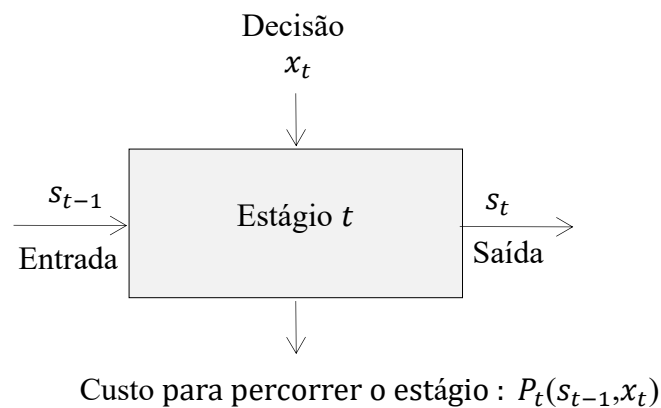 Decisão
x_t
s_{t−1}
Estágio t
s_t
Entrada
Saída
Custo para percorrer o estágio : P_t(s_{t−1},x_t)